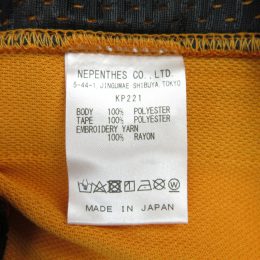 NEPENTHES CO., LTD.
5-44-1 JINGUMAE SHIBUYA, TOKYO
KP221
BODY 100% POLYESTER
TAPE 100% POLYESTER
EMBROIDERY YARN
100% RAYON
MADE IN JAPAN